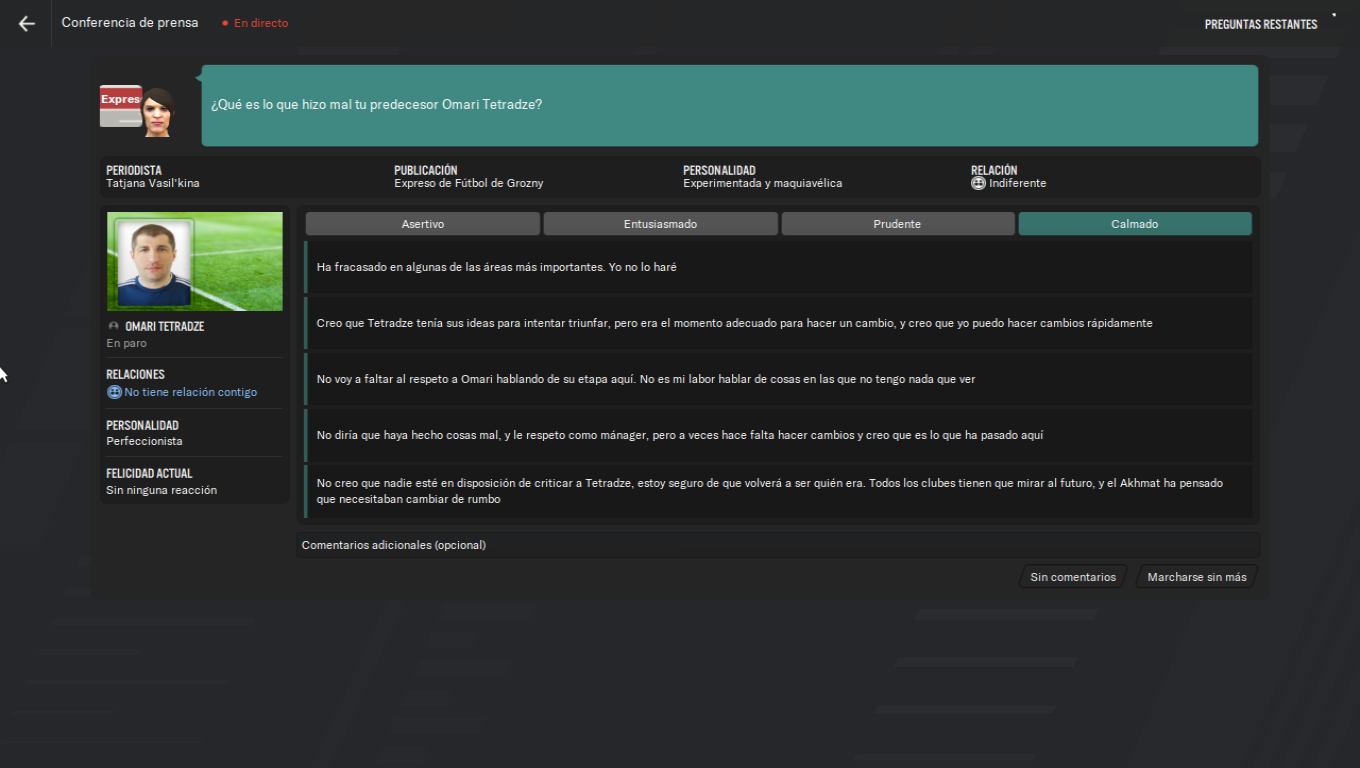 Conferencia de prensa
En directo
PREGUNTAS RESTANTES
Expres
¿Qué es lo que hizo mal tu predecesor Omari Tetradze?
PERIODISTA
Tatjana Vasil'kina
PUBLICACIÓN
Expreso de Fútbol de Grozny
PERSONALIDAD
Experimentada y maquiavélica
RELACIÓN
Indiferente
OMARI TETRADZE
En paro
RELACIONES
No tiene relación contigo
PERSONALIDAD
Perfeccionista
FELICIDAD ACTUAL
Sin ninguna reacción
Asertivo
Entusiasmado
Prudente
Calmado
Ha fracasado en algunas de las áreas más importantes. Yo no lo haré
Creo que Tetradze tenía sus ideas para intentar triunfar, pero era el momento adecuado para hacer un cambio, y creo que yo puedo hacer cambios rápidamente
No voy a faltar al respeto a Omari hablando de su etapa aquí. No es mi labor hablar de cosas en las que no tengo nada que ver
No diría que haya hecho cosas mal, y le respeto como mánager, pero a veces hace falta hacer cambios y creo que es lo que ha pasado aquí
No creo que nadie esté en disposición de criticar a Tetradze, estoy seguro de que volverá a ser quién era. Todos los clubes tienen que mirar al futuro, y el Akhmat ha pensado
que necesitaban cambiar de rumbo
Comentarios adicionales (opcional)
Sin comentarios
Marcharse sin más